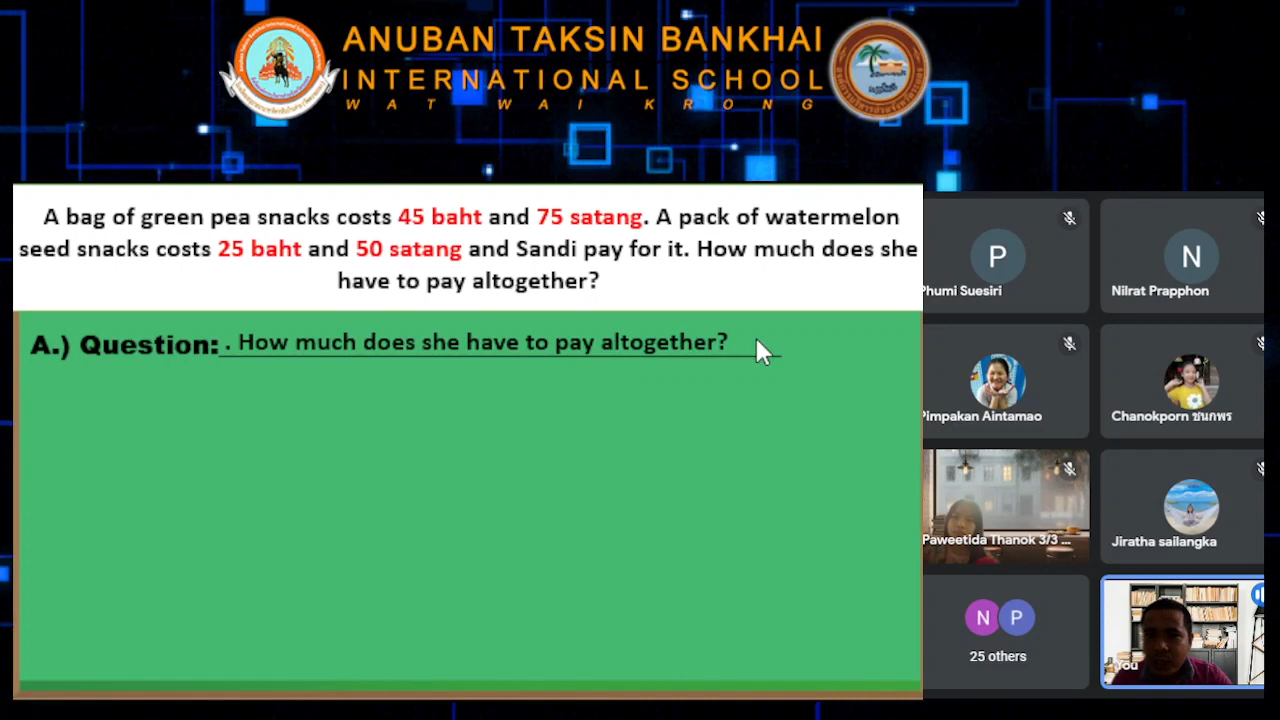 ANUBAN TAKSIN BANKHAI
INTERNATIONAL SCHOOL
WAT WAI KRONG
A bag of green pea snacks costs 45 baht and 75 satang. A pack of watermelon
seed snacks costs 25 baht and 50 satang and Sandi pay for it. How much does she
have to pay altogether?
A.) Question: . How much does she have to pay altogether?
P
Phumi Suesiri
N
Nilrat Prapphon
Pimpakan Aintamao
Chanokporn ชนกพร
Paweetida Thanok 3/3 ...
Jiratha sailangka
N P
25 others
You